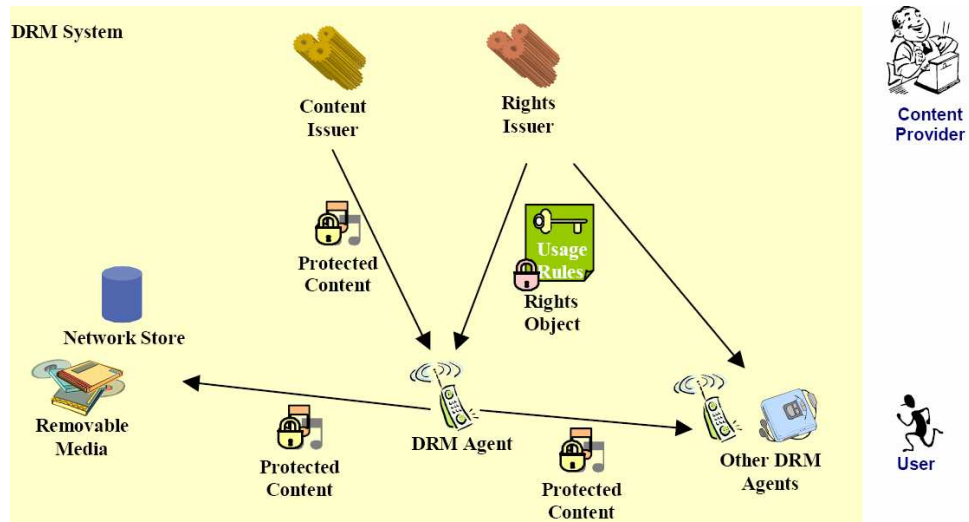 DRM System
Content
Issuer
Rights
Issuer
Content
Provider
Protected
Content
Usage
Rules
Rights
Object
Network Store
Removable
Media
Protected
Content
DRM Agent
Protected
Content
Other DRM
Agents
User